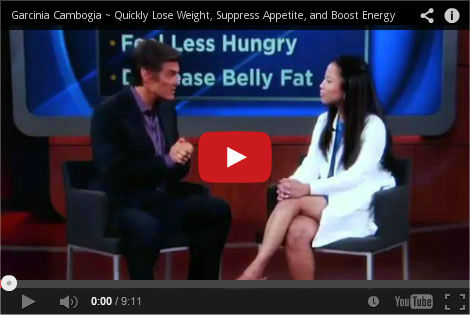 Garcinia Cambogia ~ Quickly Lose Weight, Suppress Appetite, and Boost Energy
Feel Less Hungry
Belly Fat
0:00 / 9:11
YouTube